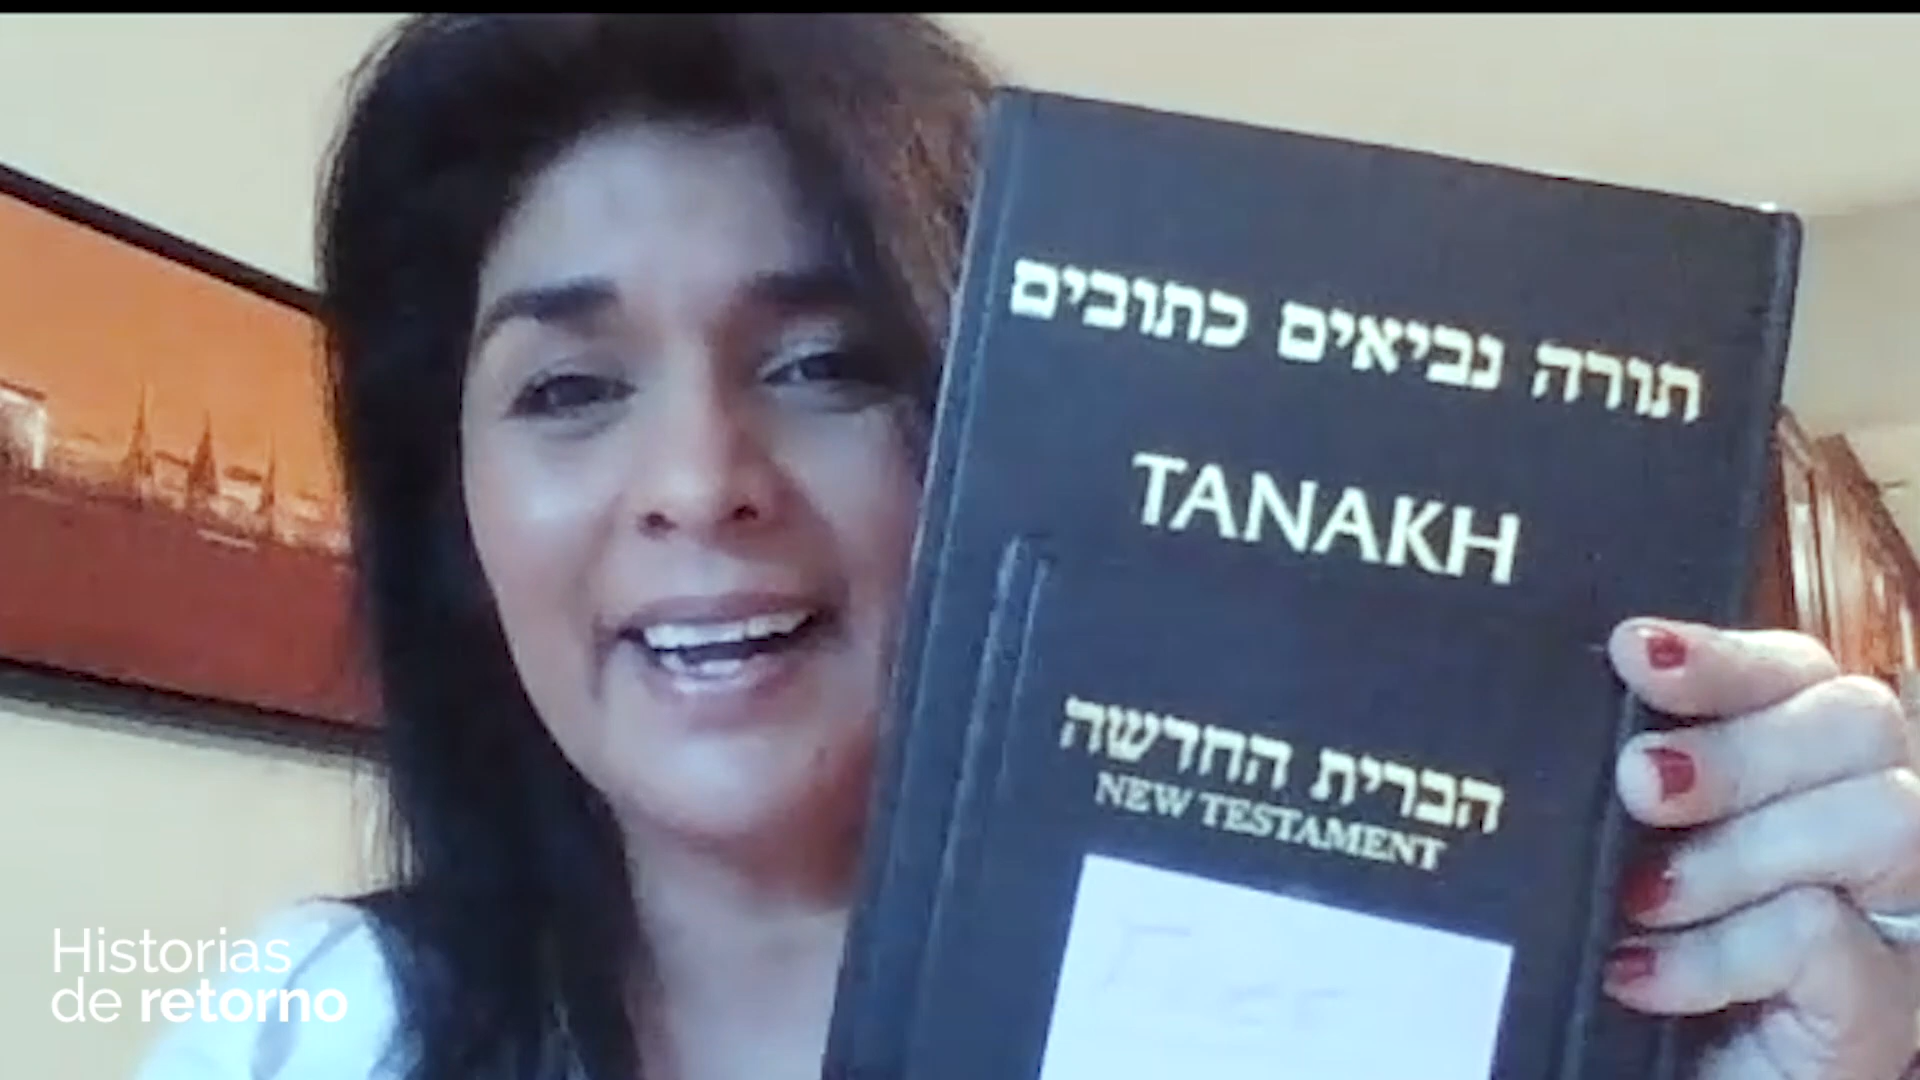 תורה נביאים כתובים
TANAKH
הברית החדשה
NEW TESTAMENT
Historias
de retorno